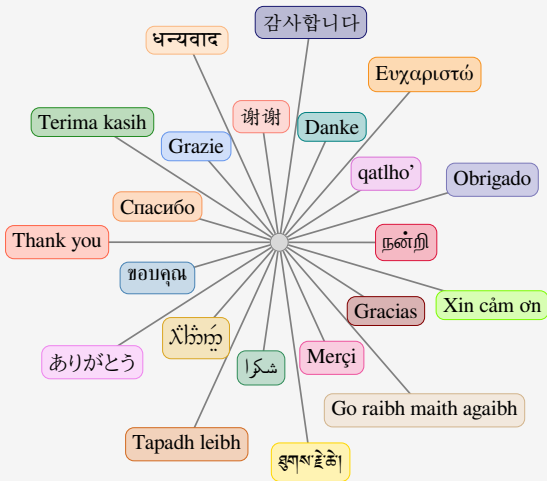 감사합니다
धन्यवाद
Ευχαριστώ
谢谢
Terima kasih
Danke
Grazie
qatlho’
Obrigado
Спасибо
Thank you
நன்றி
ขอบคุณ
Xin cảm ơn
Gracias
ありがとう
Merçi
شكرا
Go raibh maith agaibh
Tapadh leibh
ཐུགས་རྗེ་ཆེ།